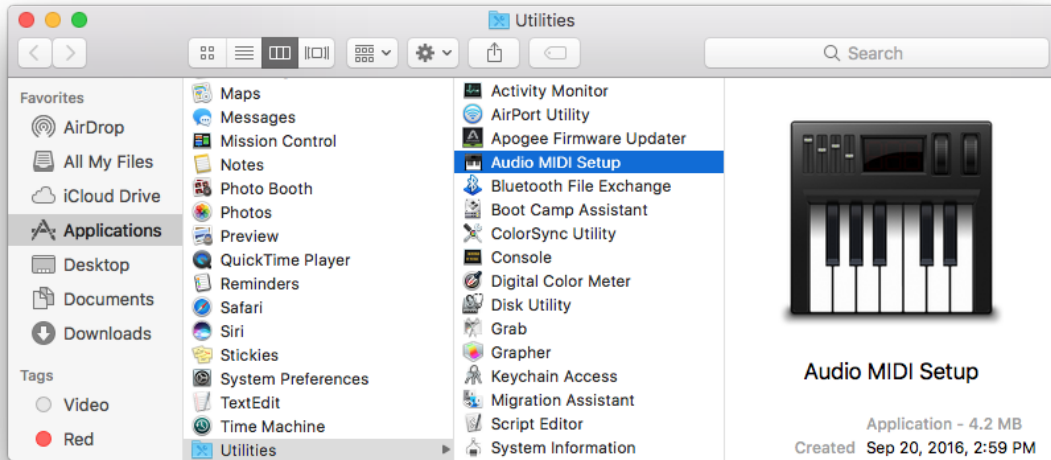 Utilities
Search
Favorites
AirDrop
All My Files
iCloud Drive
Applications
Desktop
Documents
Downloads
Tags
Video
Red
Maps
Messages
Mission Control
Notes
Photo Booth
Photos
Preview
QuickTime Player
Reminders
Safari
Siri
Stickies
System Preferences
TextEdit
Time Machine
Utilities
Activity Monitor
AirPort Utility
Apogee Firmware Updater
Audio MIDI Setup
Bluetooth File Exchange
Boot Camp Assistant
ColorSync Utility
Console
Digital Color Meter
Disk Utility
Grab
Grapher
Keychain Access
Migration Assistant
Script Editor
System Information
Audio MIDI Setup
Application - 4.2 MB
Created Sep 20, 2016, 2:59 PM